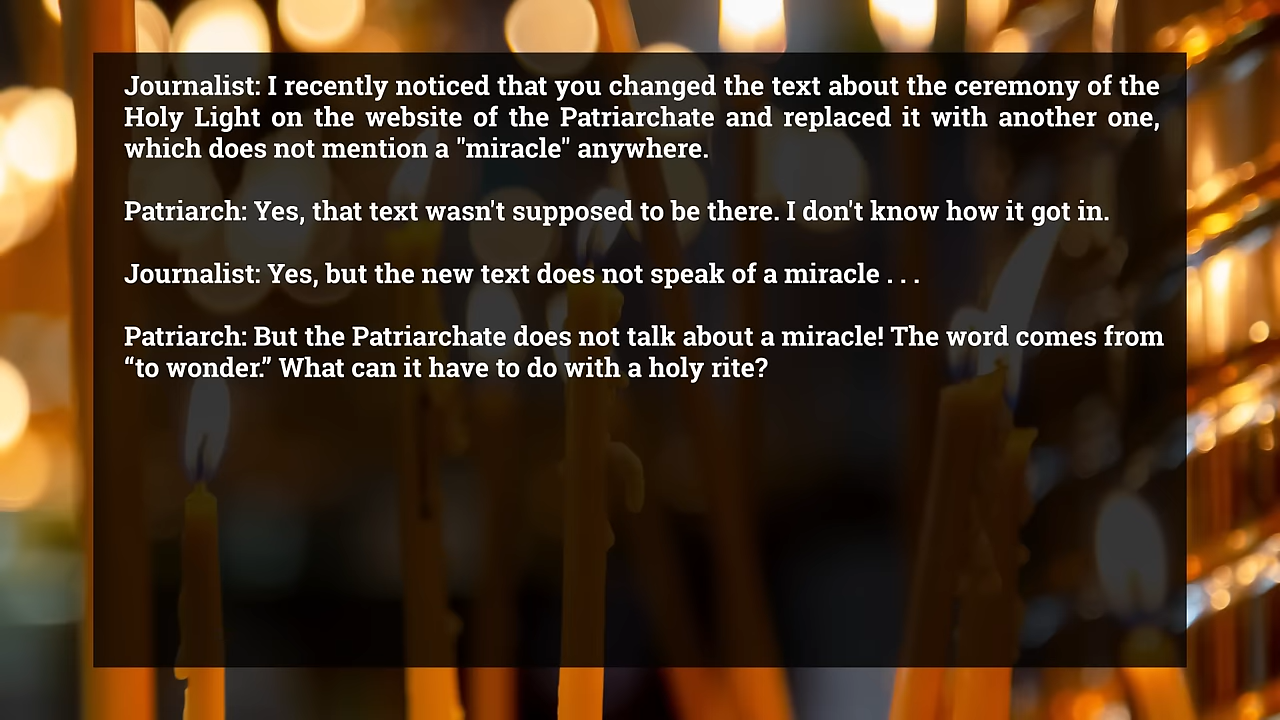 Journalist: I recently noticed that you changed the text about the ceremony of the
Holy Light on the website of the Patriarchate and replaced it with another one,
which does not mention a "miracle" anywhere.
Patriarch: Yes, that text wasn't supposed to be there. I don't know how it got in.
Journalist: Yes, but the new text does not speak of a miracle . . .
Patriarch: But the Patriarchate does not talk about a miracle! The word comes from
“to wonder.” What can it have to do with a holy rite?